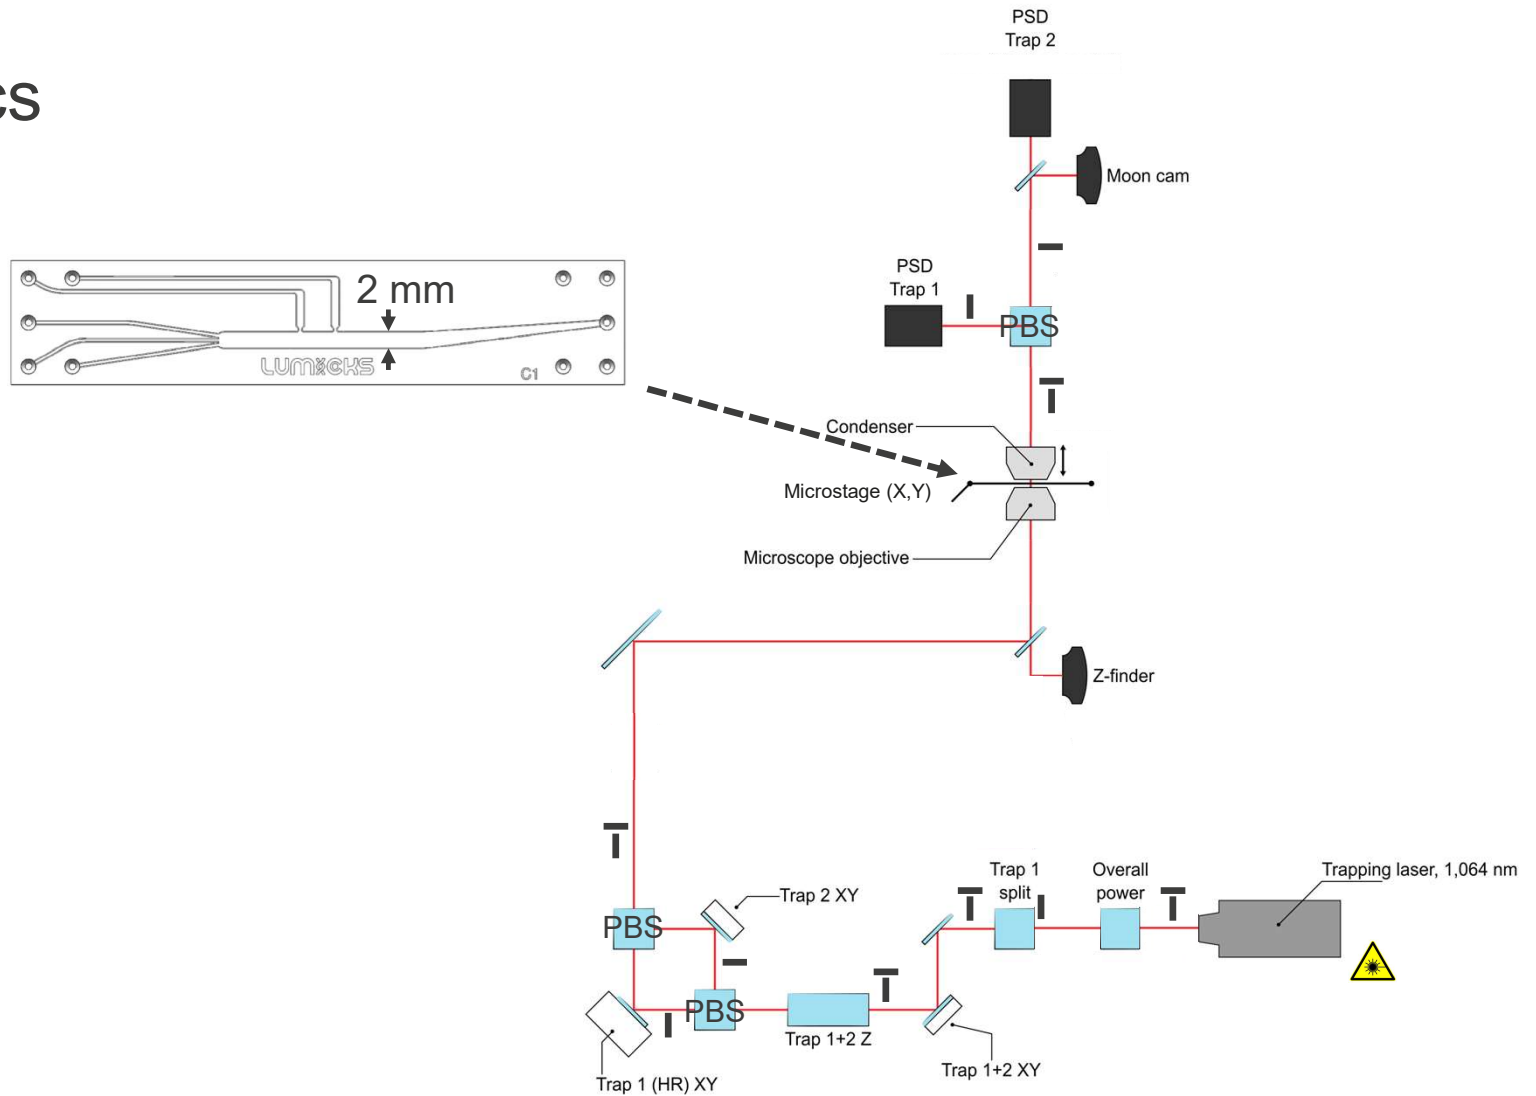 cs
PSD
Trap 2
Moon cam
PSD
Trap 1
PBS
2 mm
LUMICKS
C1
Condenser
Microstage (X,Y)
Microscope objective
Z-finder
Trap 1
split
Overall
power
Trapping laser, 1,064 nm
Trap 2 XY
PBS
PBS
Trap 1+2 Z
Trap 1+2 XY
Trap 1 (HR) XY